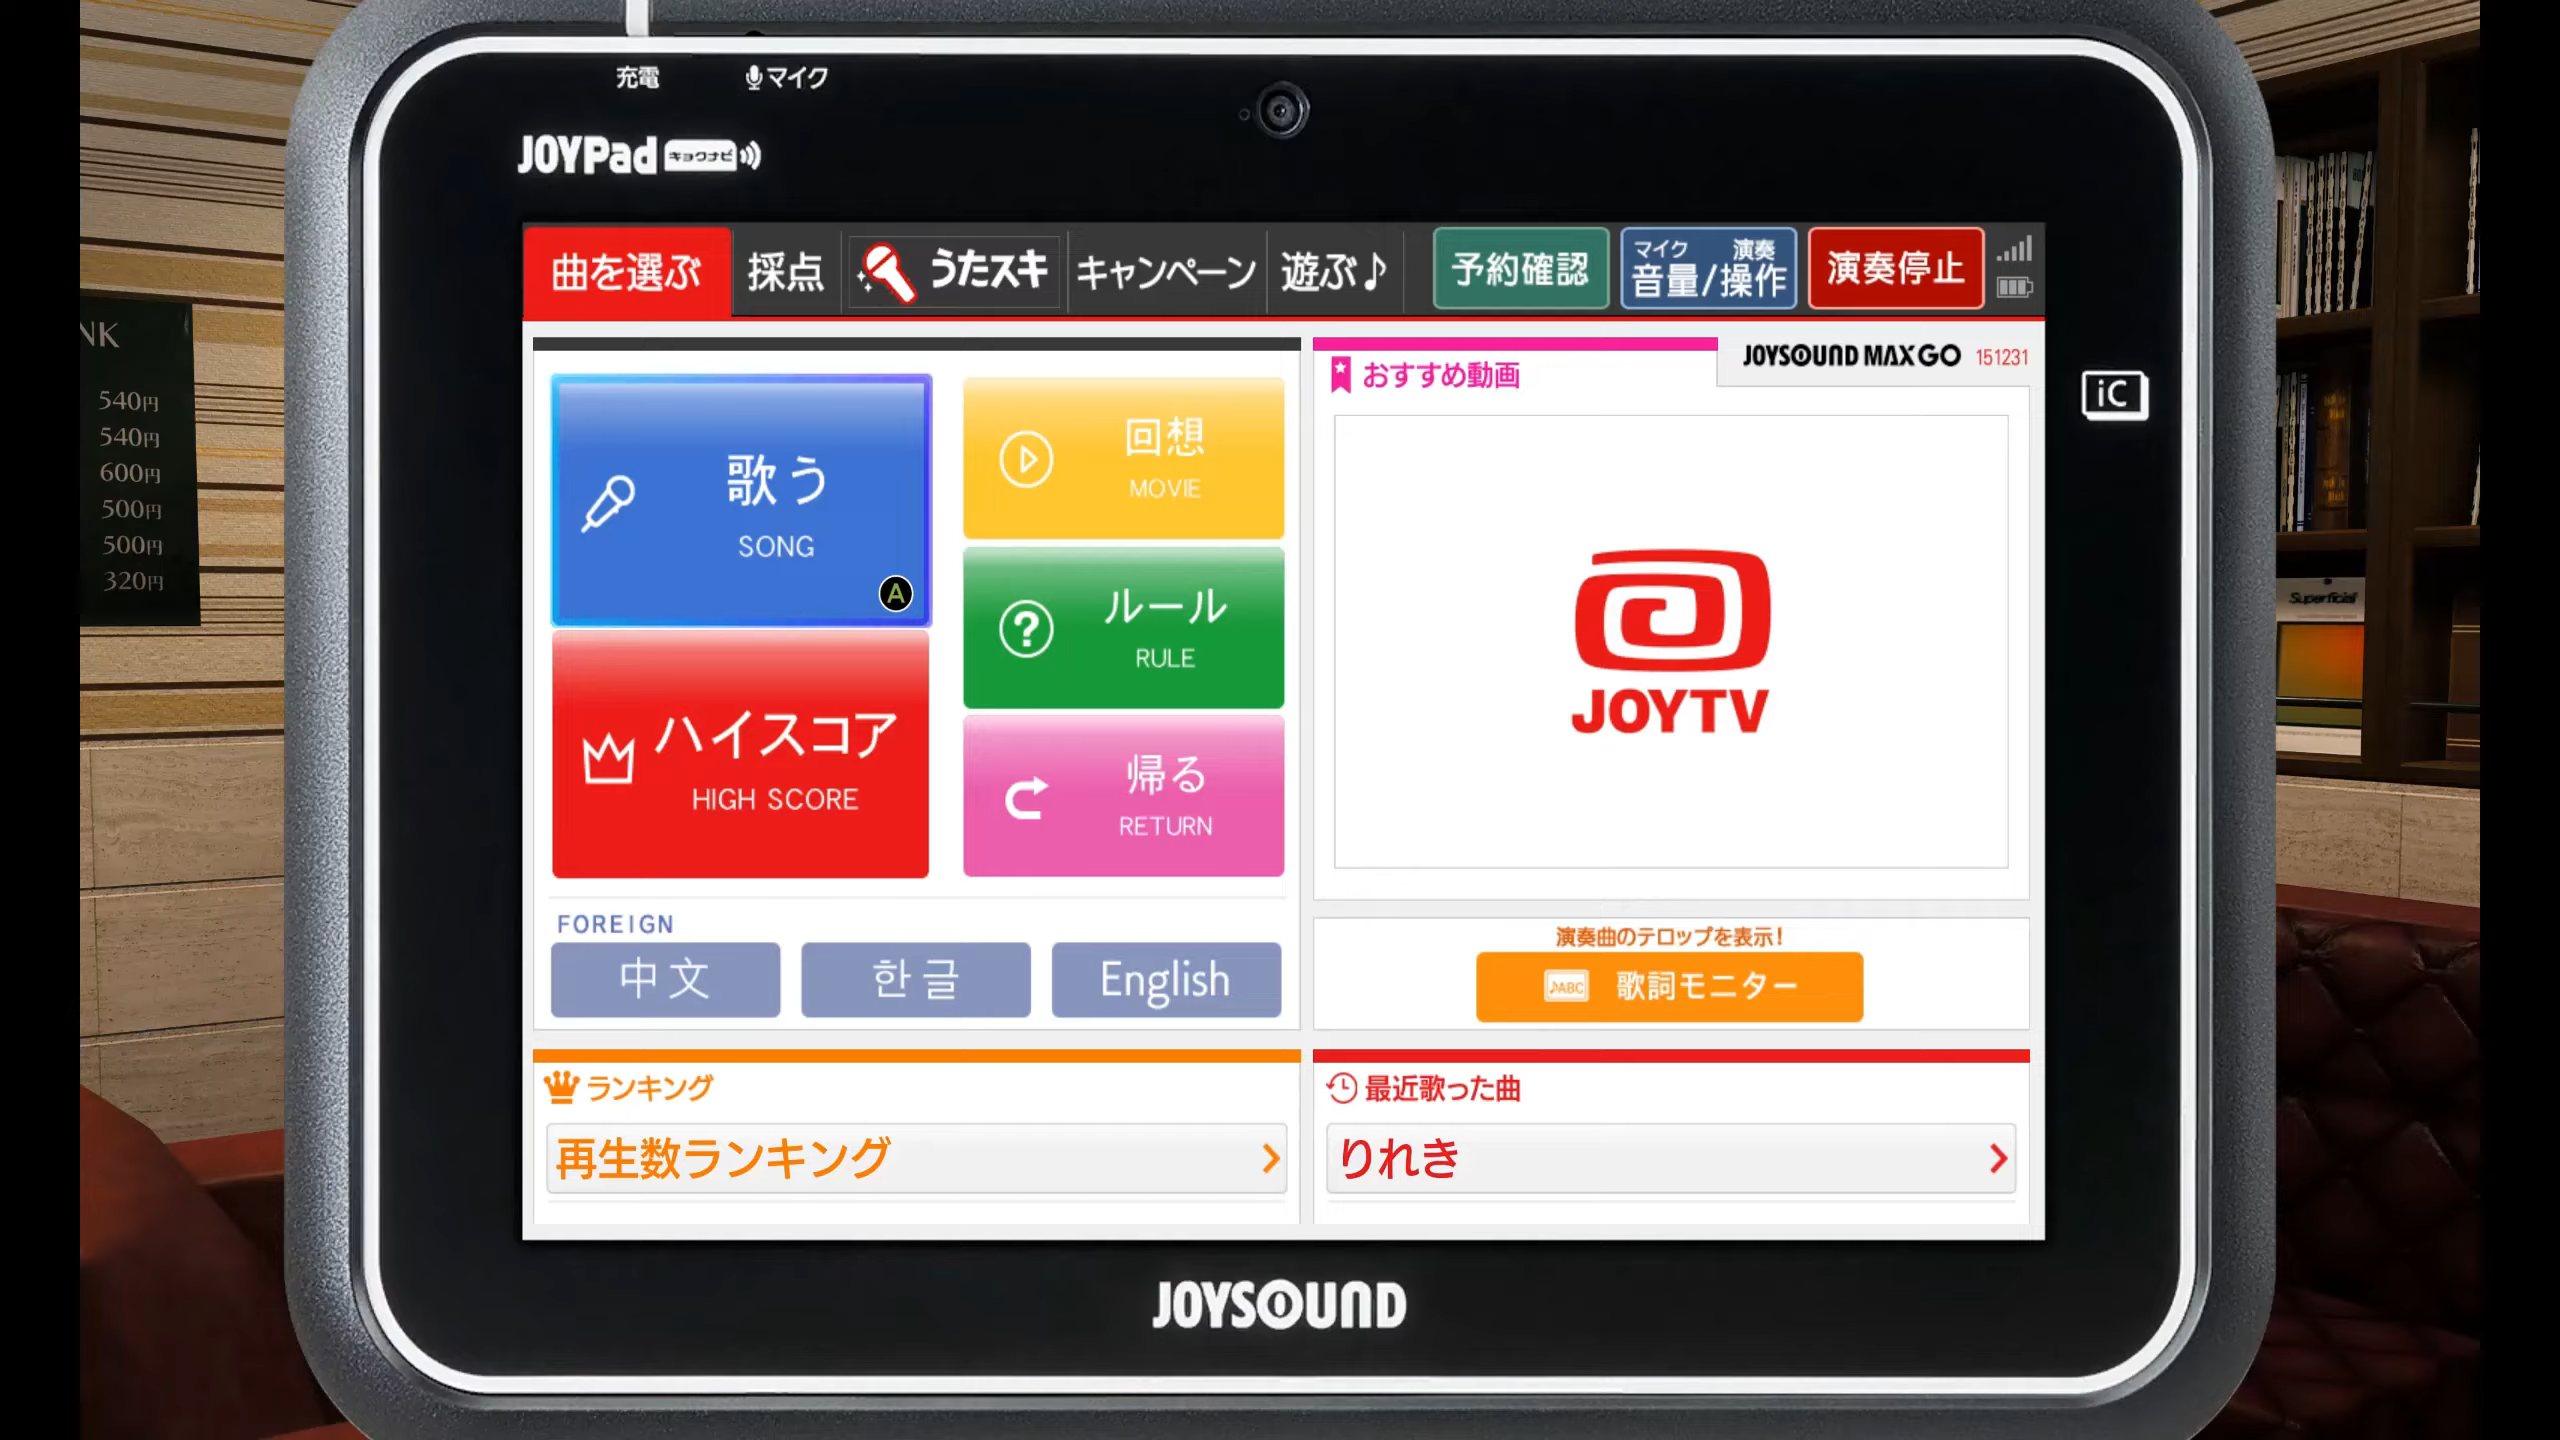 充電
マイク
JOYPad キョクナビ
曲を選ぶ
採点
うたスキ
キャンペーン
遊ぶ♪
予約確認
マイク 演奏
音量/操作
演奏停止
NK
540円
540円
600円
500円
500円
320円
歌う
SONG
A
回想
MOVIE
ルール
RULE
ハイスコア
HIGH SCORE
帰る
RETURN
FOREIGN
中文
한글
English
おすすめ動画
JOYSOUND MAX GO 151231
JOYTV
演奏曲のテロップを表示!
♪ABC 歌詞モニター
ランキング
再生数ランキング
最近歌った曲
りれき
iC
Superficial
JOYSOUND